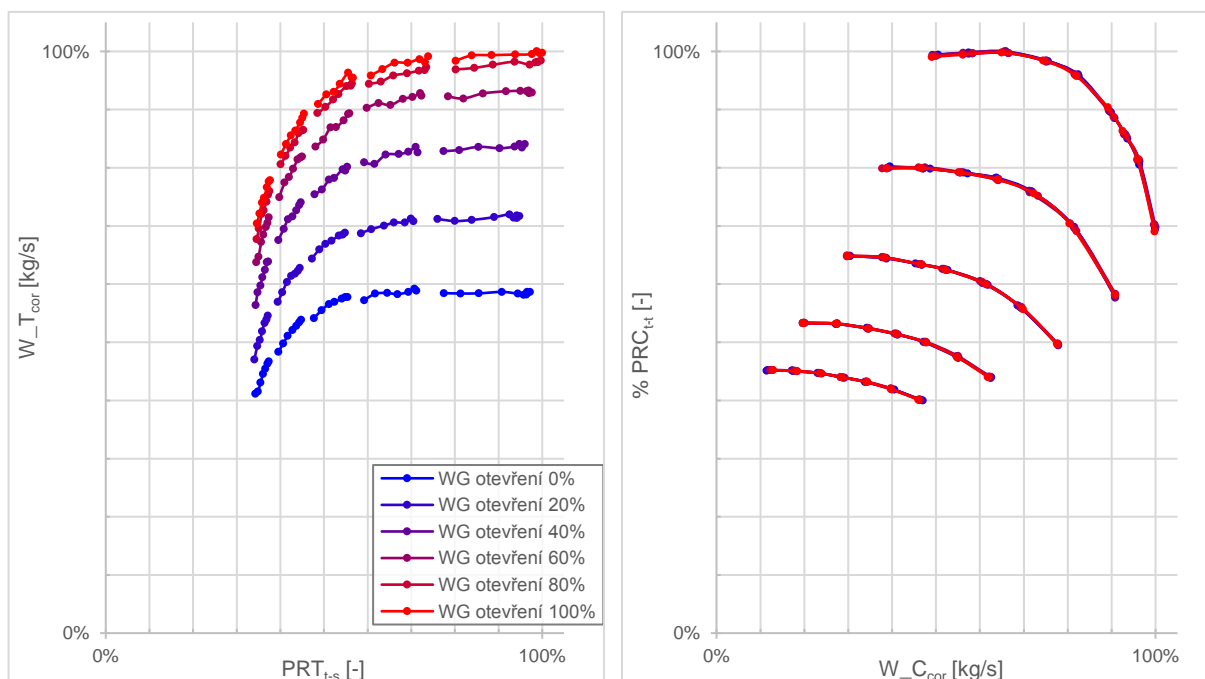 100%
W_T_cor [kg/s]
WG otevření 0%
WG otevření 20%
WG otevření 40%
WG otevření 60%
WG otevření 80%
WG otevření 100%
0%
0%
PRT_t-s [-]
100%
100%
% PRC_t-t [-]
0%
0%
W_C_cor [kg/s]
100%